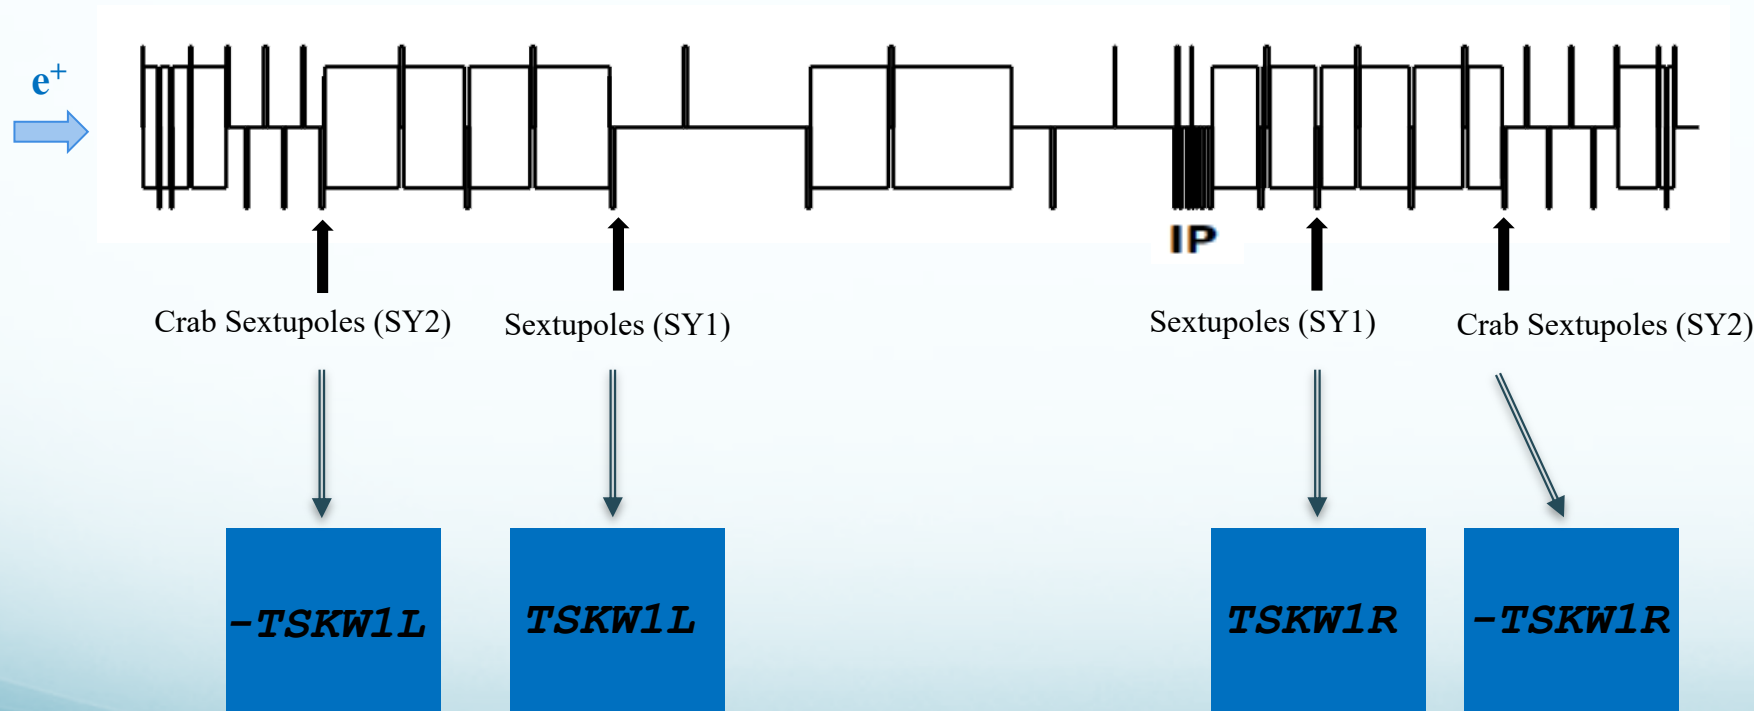 e+
IP
Crab Sextupoles (SY2)
Sextupoles (SY1)
Sextupoles (SY1)
Crab Sextupoles (SY2)
-TSKW1L
TSKW1L
TSKW1R
-TSKW1R